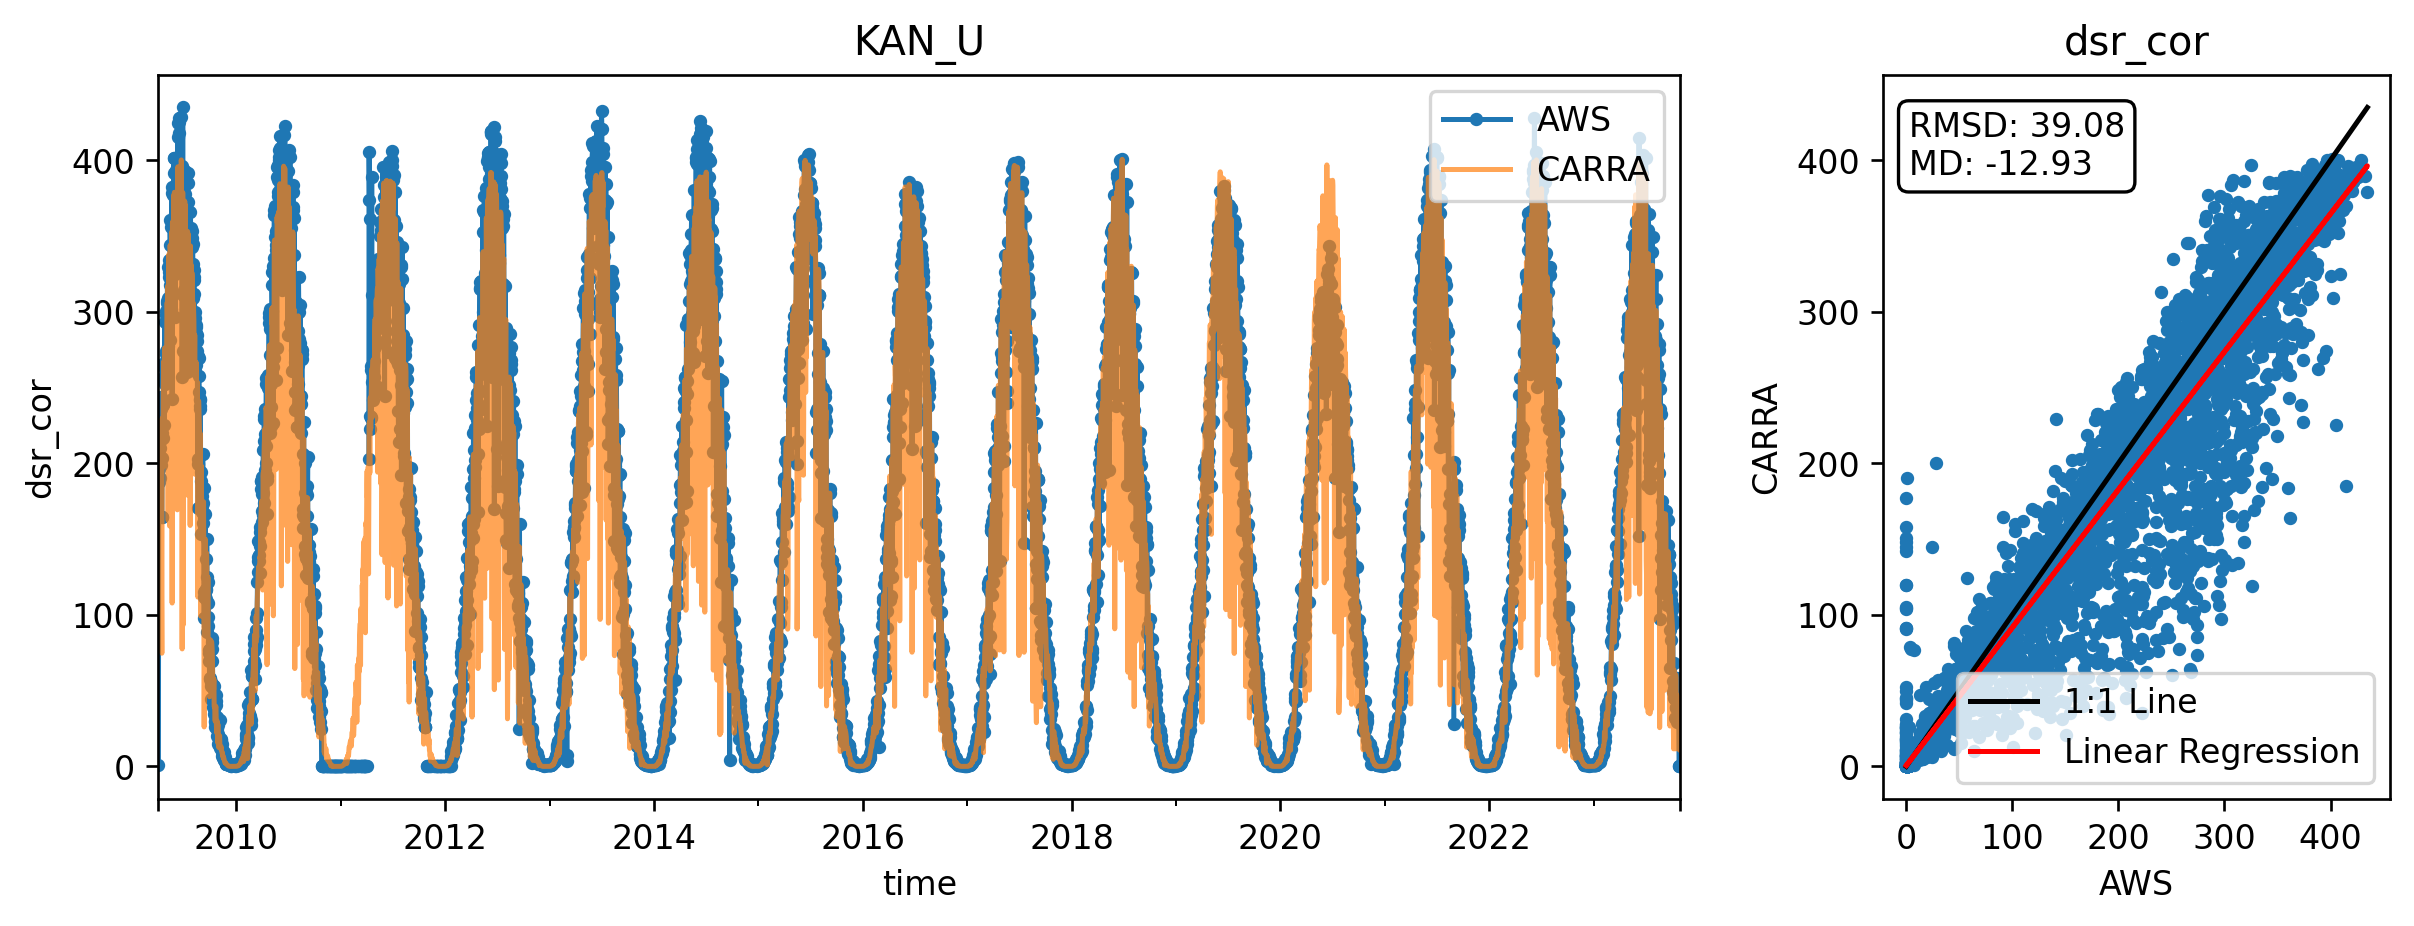 KAN_U
dsr_cor
400
300
200
100
0
AWS
CARRA
2010 2012 2014 2016 2018 2020 2022
time
dsr_cor
CARRA
400
300
200
100
0
RMSD: 39.08
MD: -12.93
1:1 Line
Linear Regression
0 100 200 300 400
AWS